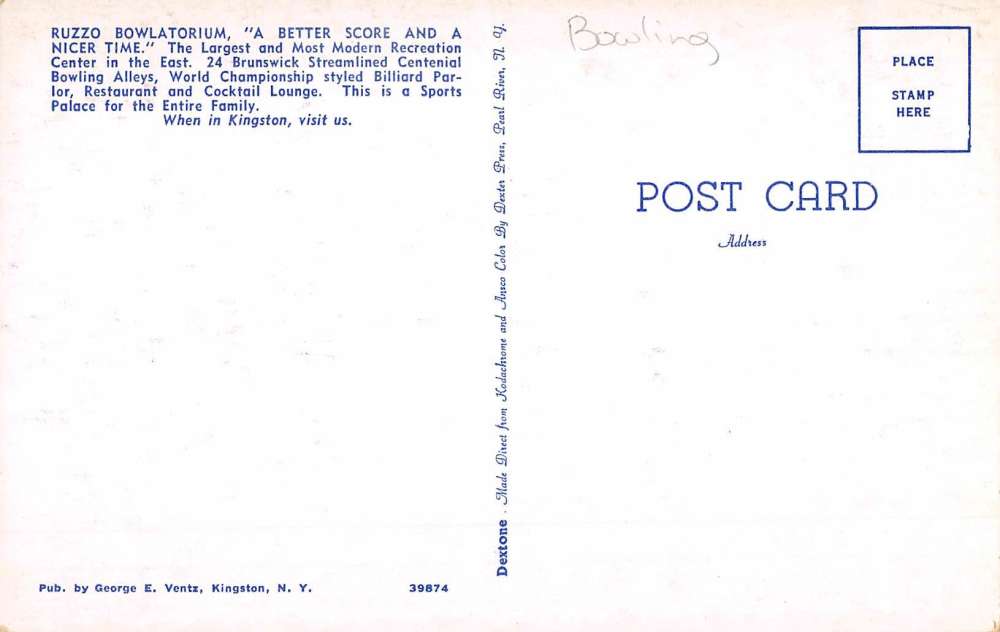 RUZZO BOWLATORIUM, "A BETTER SCORE AND A
NICER TIME." The Largest and Most Modern Recreation
Center in the East. 24 Brunswick Streamlined Centenial
Bowling Alleys, World Championship styled Billiard Par-
lor, Restaurant and Cocktail Lounge. This is a Sports
Palace for the Entire Family.
When in Kingston, visit us.
Pub. by George E. Ventz, Kingston, N. Y.
39874
Dextone . Made Direct from Kodachrome and Ansco Color By Dexter Press, Pearl River, N. Y.
Bowling
PLACE
STAMP
HERE
POST CARD
Address